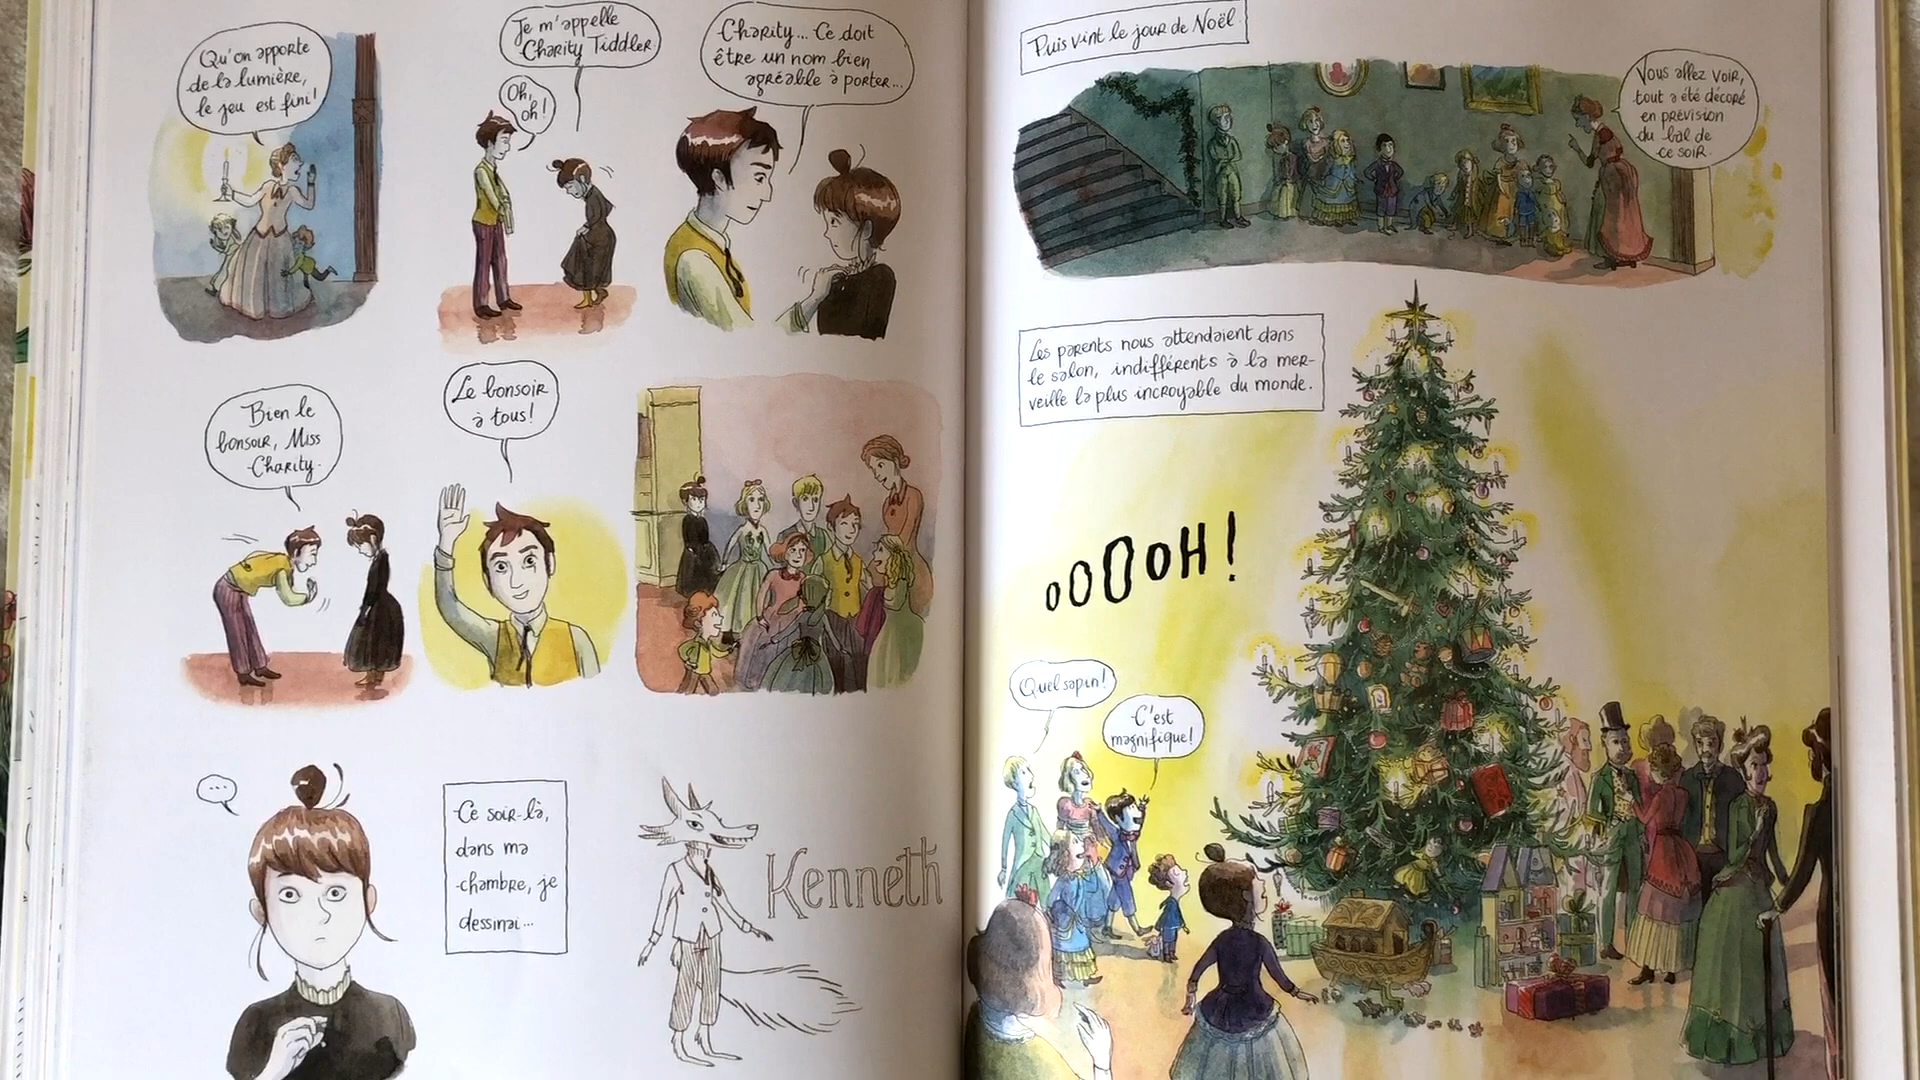 Qu'on apporte
de la lumière,
le jeu est fini!
Je m'appelle
Charity Tiddler
Oh,
oh!
Charity... Ce doit
être un nom bien
agréable à porter...
Bien le
bonsoir, Miss
Charity.
Le bonsoir
à tous!
...
Ce soir-là,
dans ma
chambre, je
dessinai...
Kenneth
Puis vint le jour de Noël.
Vous allez voir,
tout a été décoré
en prévision
du bal de
ce soir.
Les parents nous attendaient dans
le salon, indifférents à la mer-
veille la plus incroyable du monde.
oOOoH!
Quel sapin!
C'est
magnifique!